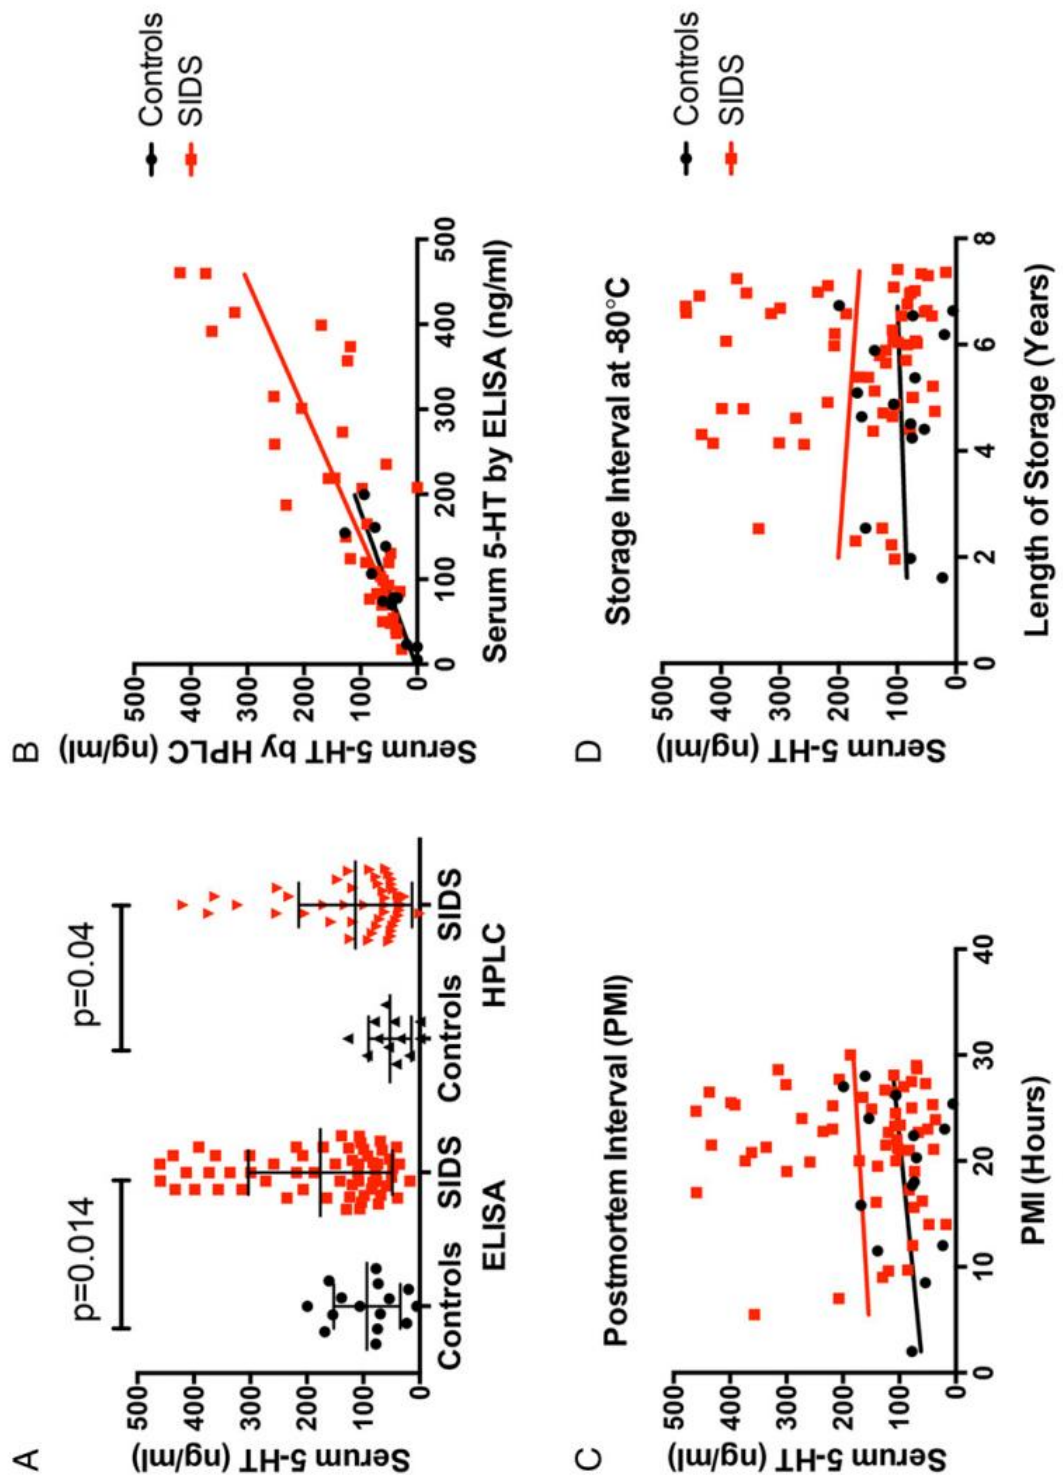 A
p=0.014
p=0.04
Serum 5-HT (ng/ml)
500
400
300
200
100
0
Controls
SIDS
Controls
SIDS
ELISA
HPLC
B
Serum 5-HT by HPLC (ng/ml)
500
400
300
200
100
0
0
100
200
300
400
500
Serum 5-HT by ELISA (ng/ml)
Controls
SIDS
C
Postmortem Interval (PMI)
Serum 5-HT (ng/ml)
500
400
300
200
100
0
0
10
20
30
40
PMI (Hours)
D
Storage Interval at -80°C
Serum 5-HT (ng/ml)
500
400
300
200
100
0
0
2
4
6
8
Length of Storage (Years)
Controls
SIDS